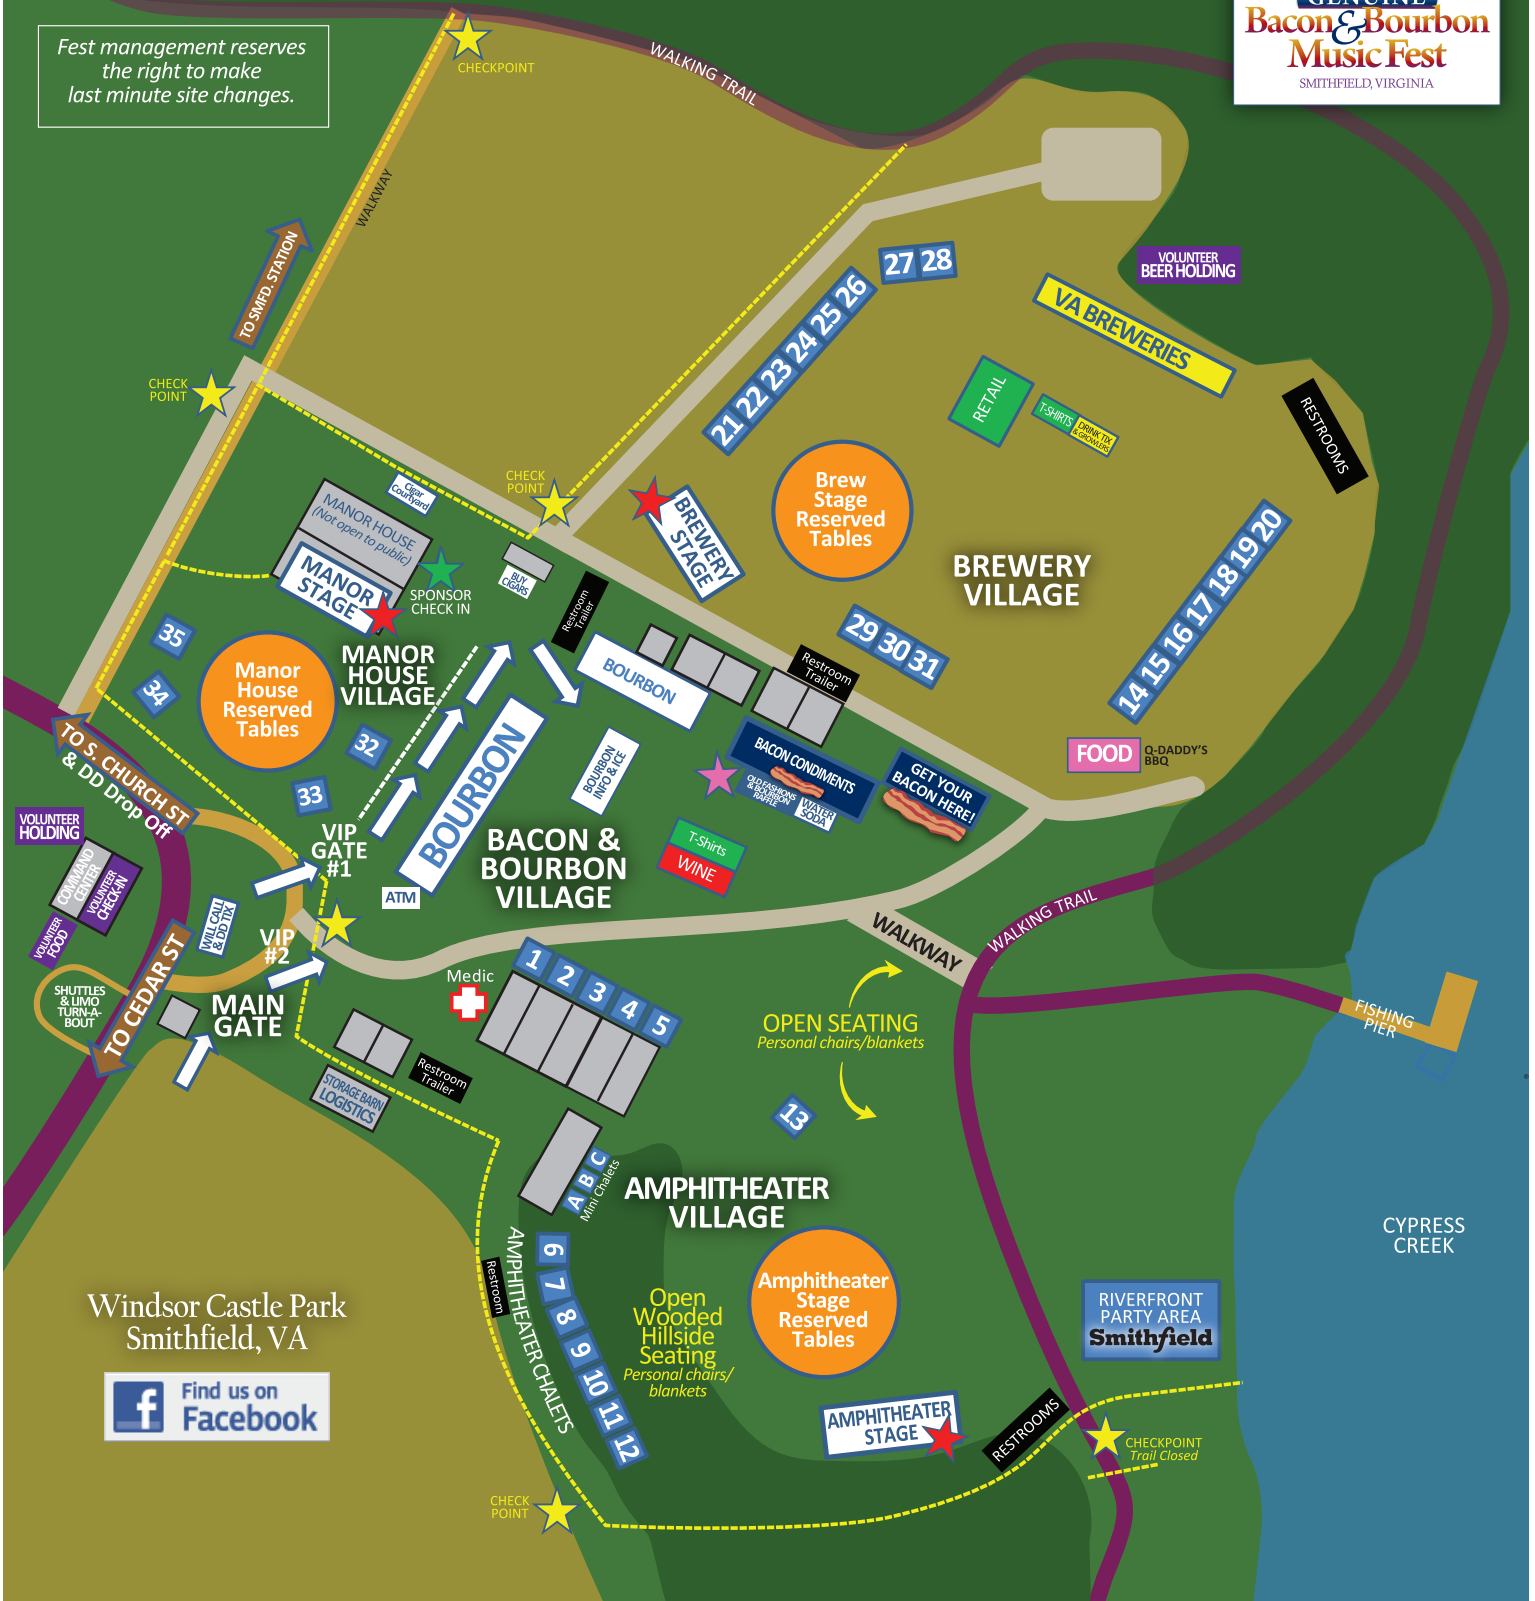 Fest management reserves
the right to make
last minute site changes.
GENUINE
Bacon & Bourbon
Music Fest
SMITHFIELD, VIRGINIA
CHECKPOINT
WALKING TRAIL
WALKWAY
TO SMFD. STATION
CHECK
POINT
27 28
21 22 23 24 25 26
VOLUNTEER
BEER HOLDING
VA BREWERIES
RETAIL
T-SHIRTS
DRINK TIX
& GROWLERS
RESTROOMS
CHECK
POINT
Cigar
Courtyard
MANOR HOUSE
(Not open to public)
MANOR
STAGE
SPONSOR
CHECK IN
BUY
CIGARS
Restroom
Trailer
BREWERY
STAGE
Brew
Stage
Reserved
Tables
BREWERY
VILLAGE
14 15 16 17 18 19 20
29 30 31
35
34
Manor
House
Reserved
Tables
MANOR
HOUSE
VILLAGE
32
33
BOURBON
Restroom
Trailer
BOURBON
BOURBON
INFO & ICE
BACON CONDIMENTS
OLD FASHIONS
& BOURBON
RAFFLE
WATER
SODA
GET YOUR
BACON HERE!
FOOD
Q-DADDY'S
BBQ
TO S. CHURCH ST
& DD Drop Off
VOLUNTEER
HOLDING
COMMAND
CENTER
VOLUNTEER
CHECK-IN
VOLUNTEER
FOOD
VIP
GATE
#1
BACON &
BOURBON
VILLAGE
T-Shirts
WINE
ATM
WILL CALL
& DD TIX
VIP
#2
TO CEDAR ST
SHUTTLES
& LIMO
TURN-A-
BOUT
MAIN
GATE
Medic
1 2 3 4 5
WALKWAY
WALKING TRAIL
OPEN SEATING
Personal chairs/blankets
FISHING
PIER
Restroom
Trailer
STORAGE BARN
LOGISTICS
13
A B C
Mini Chalets
AMPHITHEATER
VILLAGE
CYPRESS
CREEK
AMPHITHEATER CHALETS
Restroom
6
7
8
9
10
11
12
Open
Wooded
Hillside
Seating
Personal chairs/
blankets
Amphitheater
Stage
Reserved
Tables
RIVERFRONT
PARTY AREA
Smithfield
Windsor Castle Park
Smithfield, VA
f
Find us on
Facebook
AMPHITHEATER
STAGE
RESTROOMS
CHECKPOINT
Trail Closed
CHECK
POINT